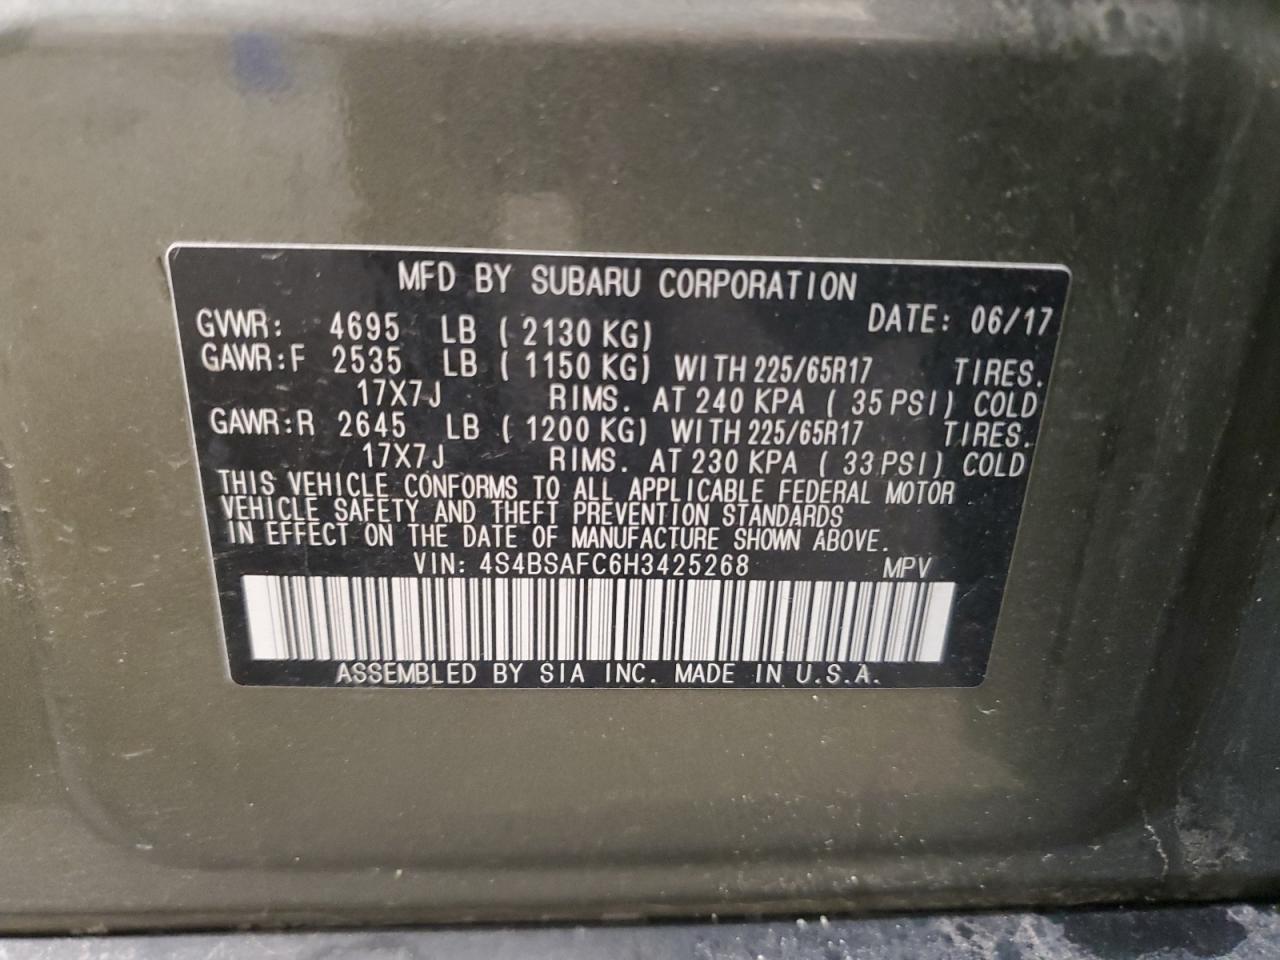 MFD BY SUBARU CORPORATION
GVWR: 4695 LB ( 2130 KG) DATE: 06/17
GAWR:F 2535 LB ( 1150 KG) WITH 225/65R17 TIRES.
17X7J RIMS. AT 240 KPA ( 35 PSI) COLD
GAWR:R 2645 LB ( 1200 KG) WITH 225/65R17 TIRES.
17X7J RIMS. AT 230 KPA ( 33 PSI) COLD
THIS VEHICLE CONFORMS TO ALL APPLICABLE FEDERAL MOTOR
VEHICLE SAFETY AND THEFT PREVENTION STANDARDS
IN EFFECT ON THE DATE OF MANUFACTURE SHOWN ABOVE.
VIN: 4S4BSAFC6H3425268 MPV
ASSEMBLED BY SIA INC. MADE IN U.S.A.